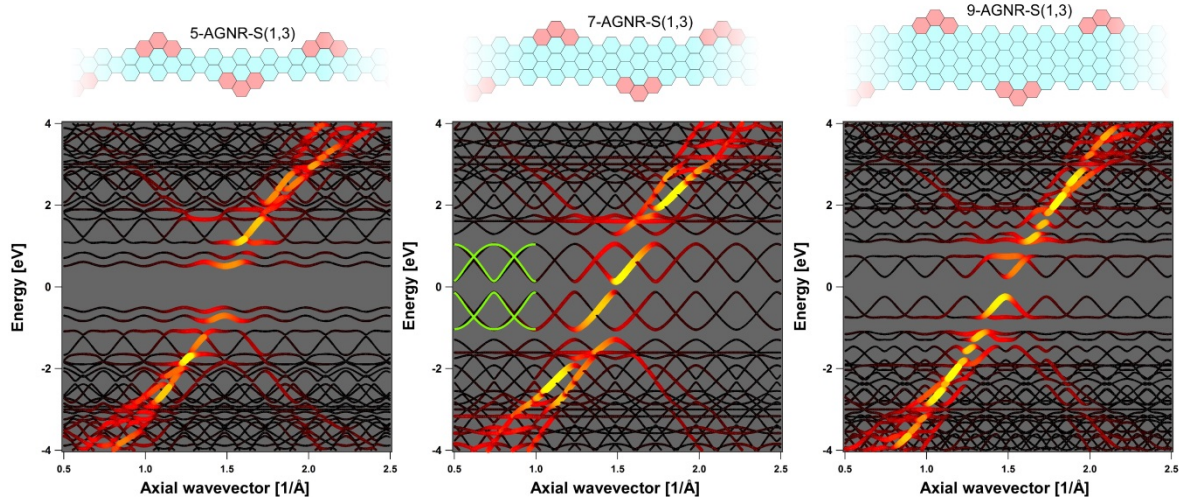 5-AGNR-S(1,3)
7-AGNR-S(1,3)
9-AGNR-S(1,3)
Energy [eV]
4
2
0
-2
-4
0.5 1.0 1.5 2.0 2.5
Axial wavevector [1/Å]
Energy [eV]
4
2
0
-2
-4
0.5 1.0 1.5 2.0 2.5
Axial wavevector [1/Å]
Energy [eV]
4
2
0
-2
-4
0.5 1.0 1.5 2.0 2.5
Axial wavevector [1/Å]